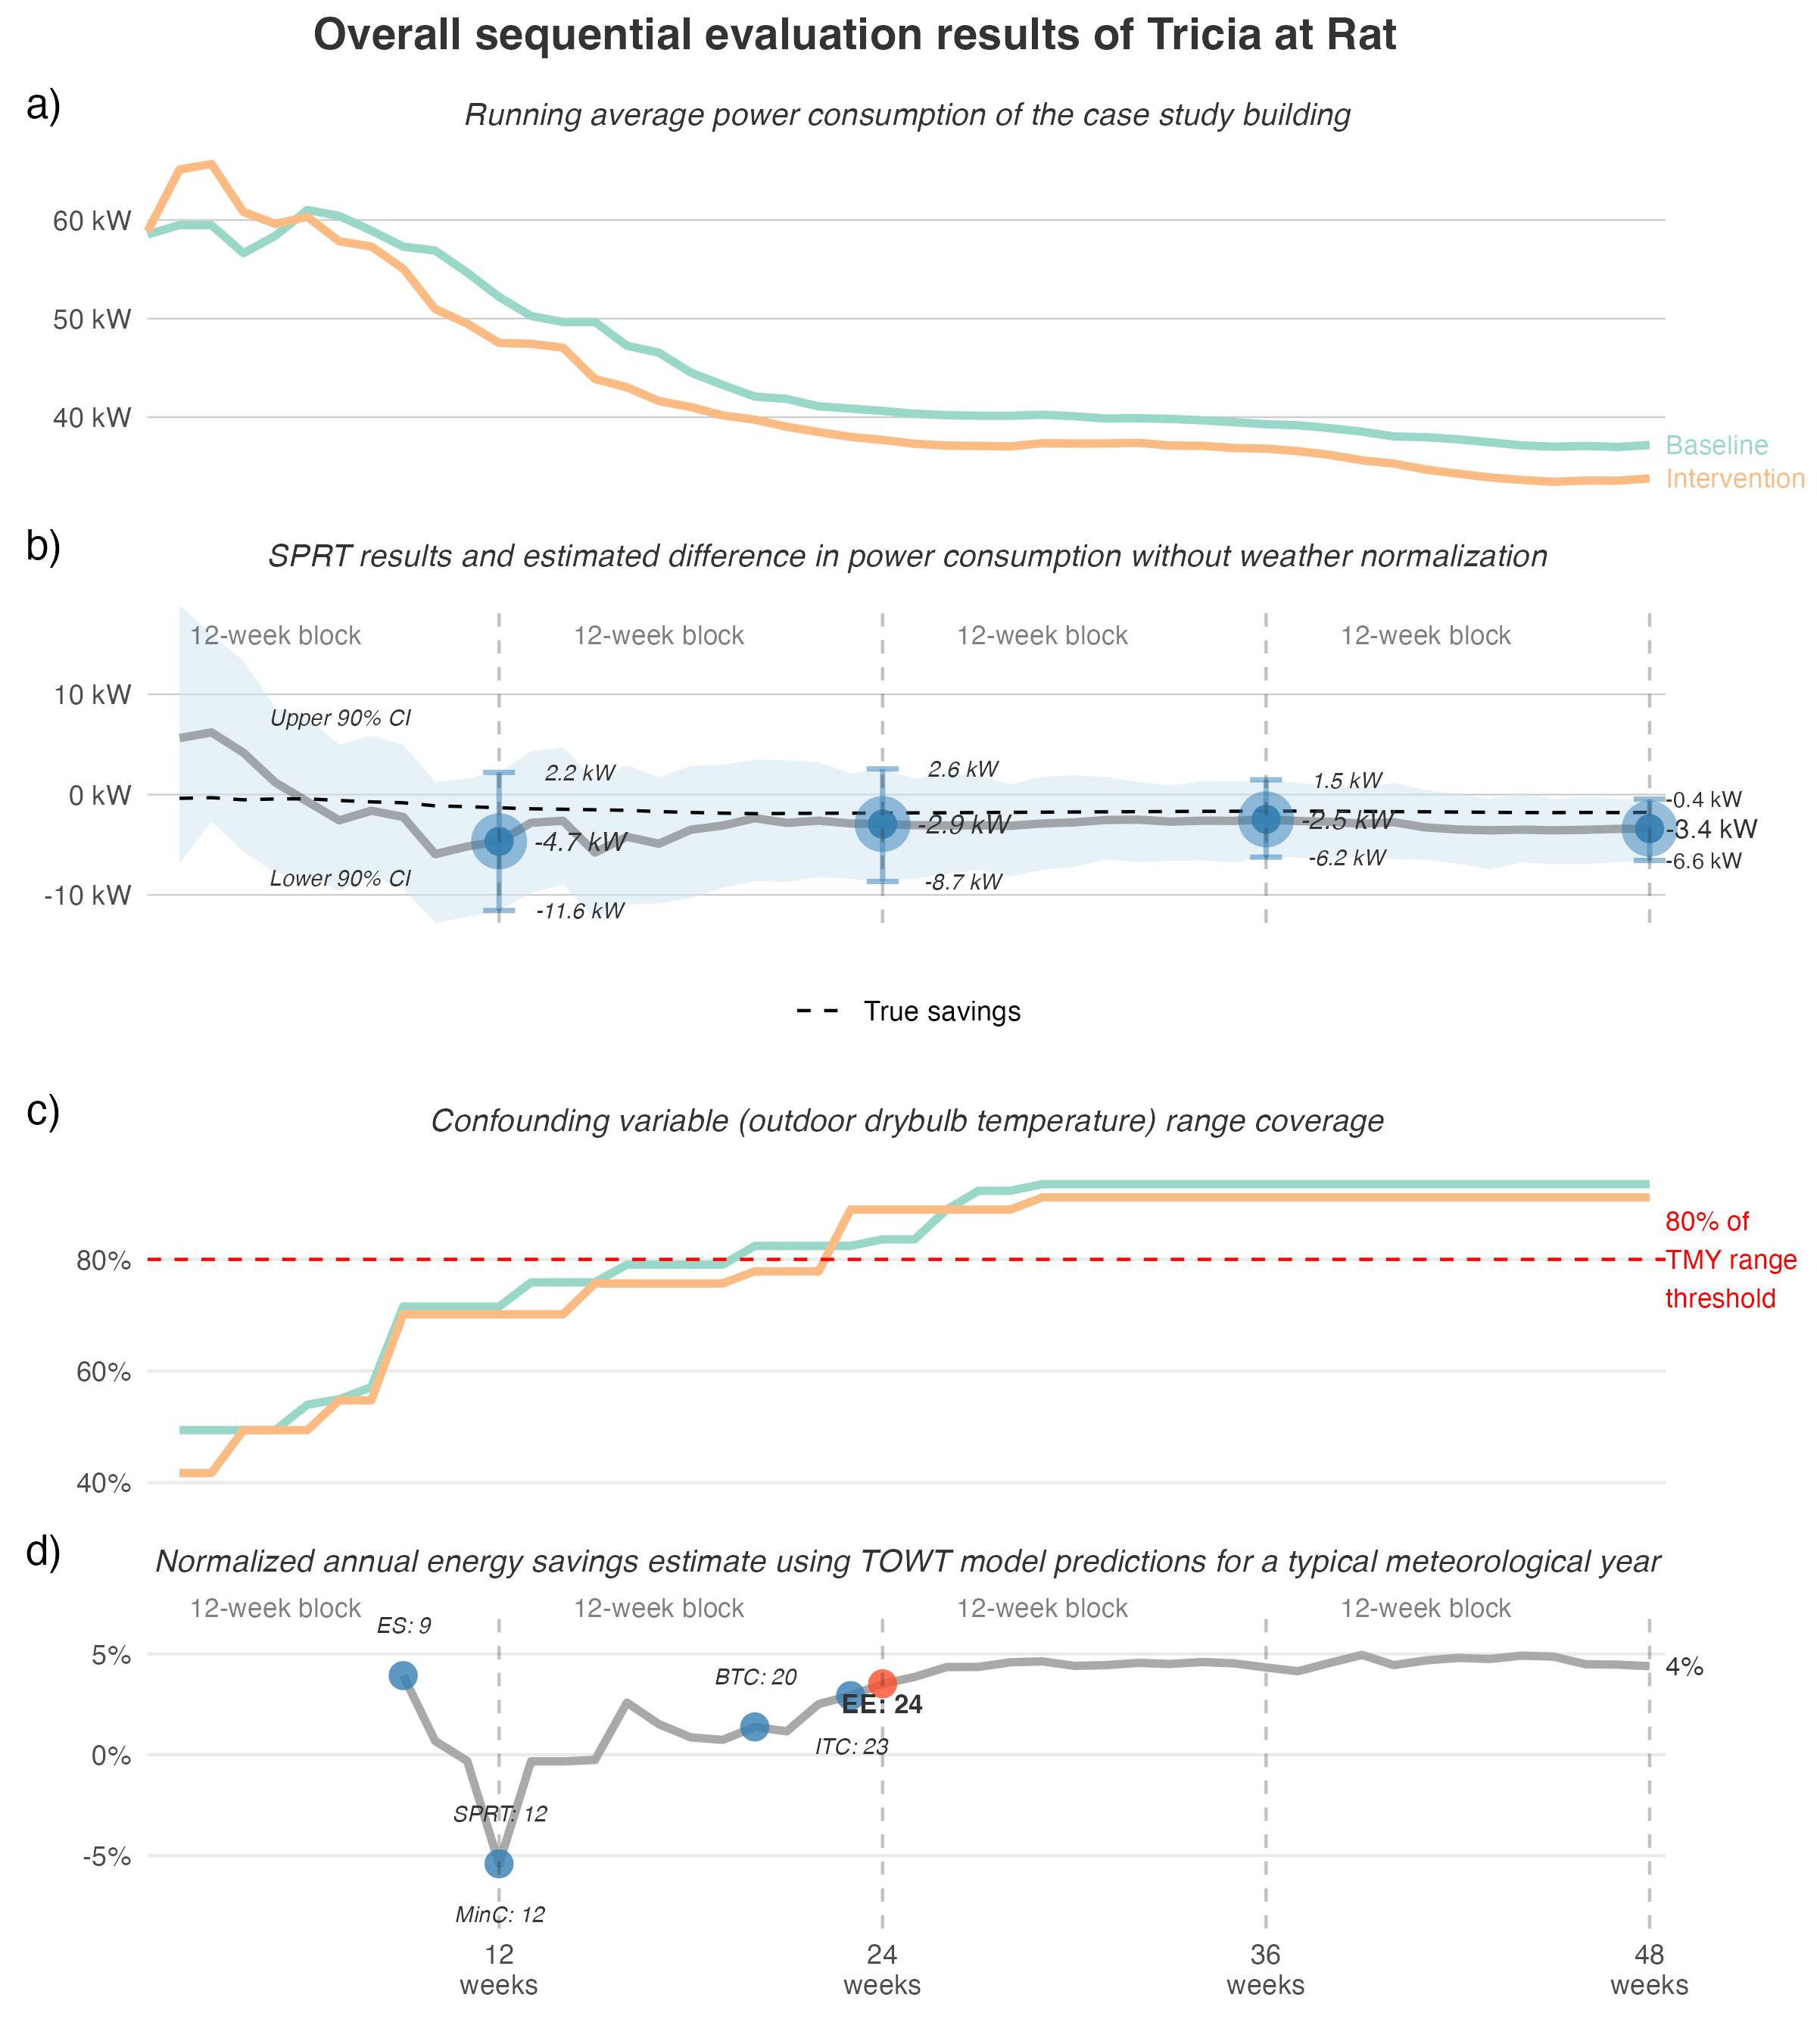 Overall sequential evaluation results of Tricia at Rat
a)
Running average power consumption of the case study building
60 kW
50 kW
40 kW
Baseline
Intervention
b)
SPRT results and estimated difference in power consumption without weather normalization
12-week block 12-week block 12-week block 12-week block
10 kW
0 kW
-10 kW
Upper 90% CI
Lower 90% CI
2.2 kW
-4.7 kW
-11.6 kW
2.6 kW
-2.9 kW
-8.7 kW
1.5 kW
-2.5 kW
-6.2 kW
-0.4 kW
-3.4 kW
-6.6 kW
True savings
c)
Confounding variable (outdoor drybulb temperature) range coverage
80%
60%
40%
80% of
TMY range
threshold
d)
Normalized annual energy savings estimate using TOWT model predictions for a typical meteorological year
12-week block 12-week block 12-week block 12-week block
5%
0%
-5%
ES: 9
SPRT: 12
MinC: 12
BTC: 20
ITC: 23
EE: 24
4%
12
weeks
24
weeks
36
weeks
48
weeks